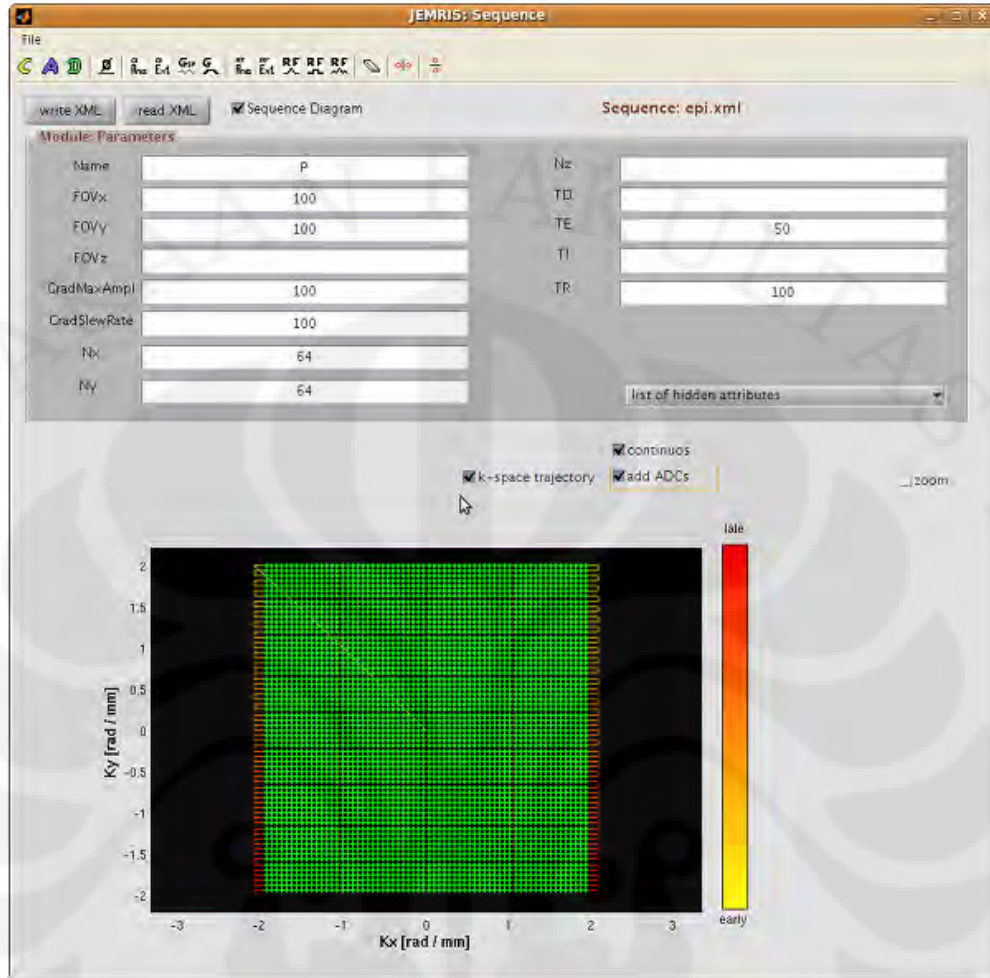 JEMRIS: Sequence
File
write XML read XML Sequence Diagram Sequence: epi.xml
Module: Parameters
Name P Nz
FOVx 100 TD
FOVy 100 TE 50
FOVz TI
GradMaxAmpl 100 TR 100
GradSlewRate 100
Nx 64
Ny 64 list of hidden attributes
continuos
k-space trajectory add ADCs zoom
late
2
1.5
1
0.5
0
-0.5
-1
-1.5
-2
Ky [rad / mm]
-3 -2 -1 0 1 2 3 early
Kx [rad / mm]